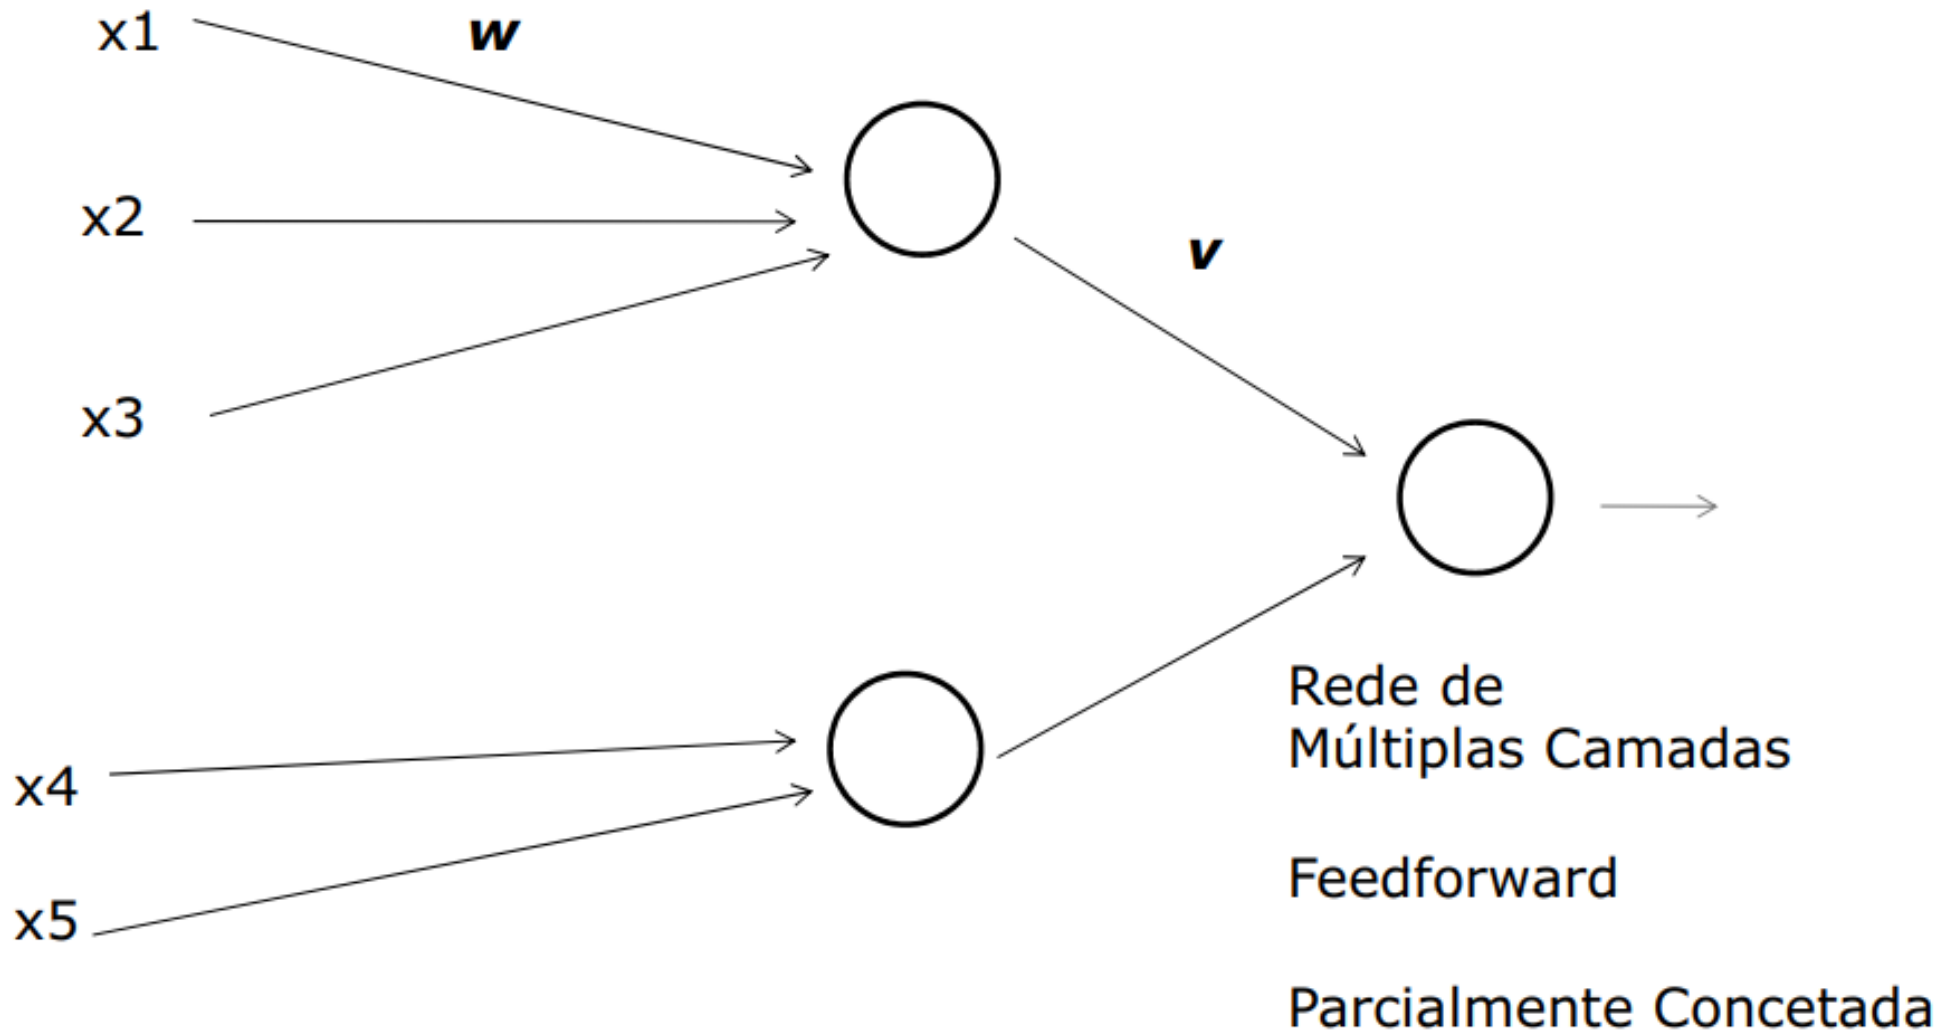 x1
w
x2
v
x3
Rede de
Múltiplas Camadas
x4
Feedforward
x5
Parcialmente Concetada